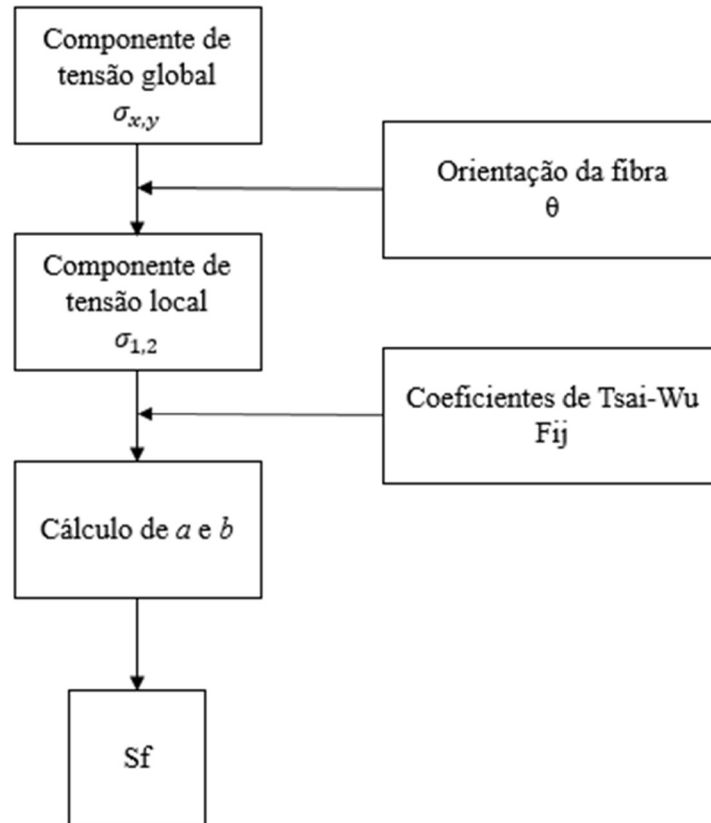 Componente de
tensão global
σx,y
Orientação da fibra
θ
Componente de
tensão local
σ1,2
Coeficientes de Tsai-Wu
Fij
Cálculo de a e b
Sf